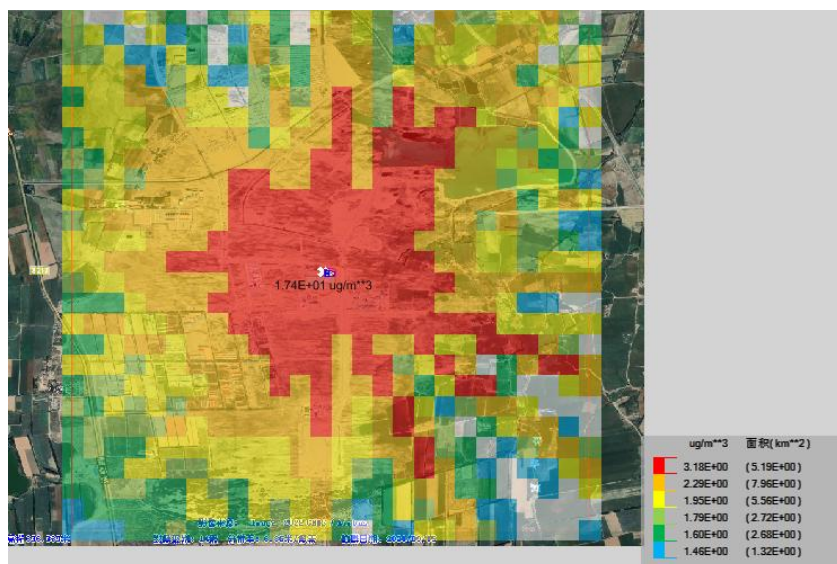 1.74E+01 ug/m**3
ug/m**3 面积(km**2)
3.18E+00 (5.19E+00)
2.29E+00 (7.96E+00)
1.95E+00 (5.56E+00)
1.79E+00 (2.72E+00)
1.60E+00 (2.68E+00)
1.46E+00 (1.32E+00)